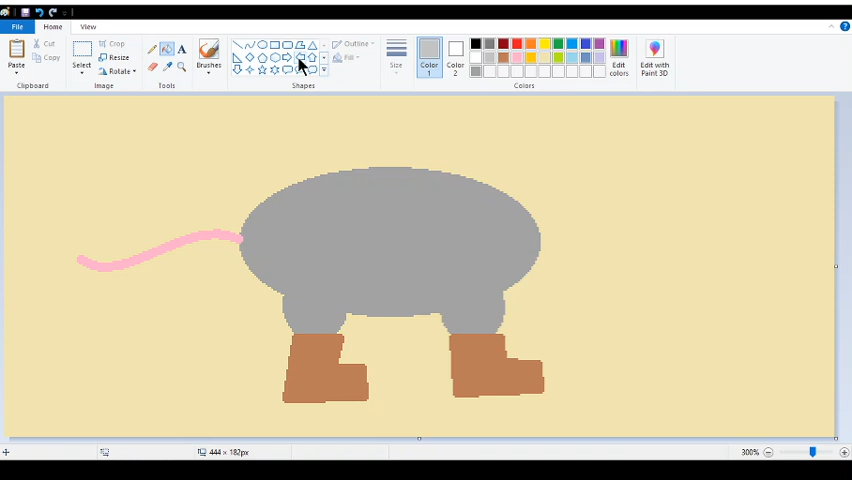 File Home View
Paste Cut Copy
Clipboard
Select Crop Resize Rotate
Image
Tools
Brushes
Outline Fill
Shapes
Size
Color 1 Color 2
Edit colors
Colors
Edit with Paint 3D
444 × 182px 300%